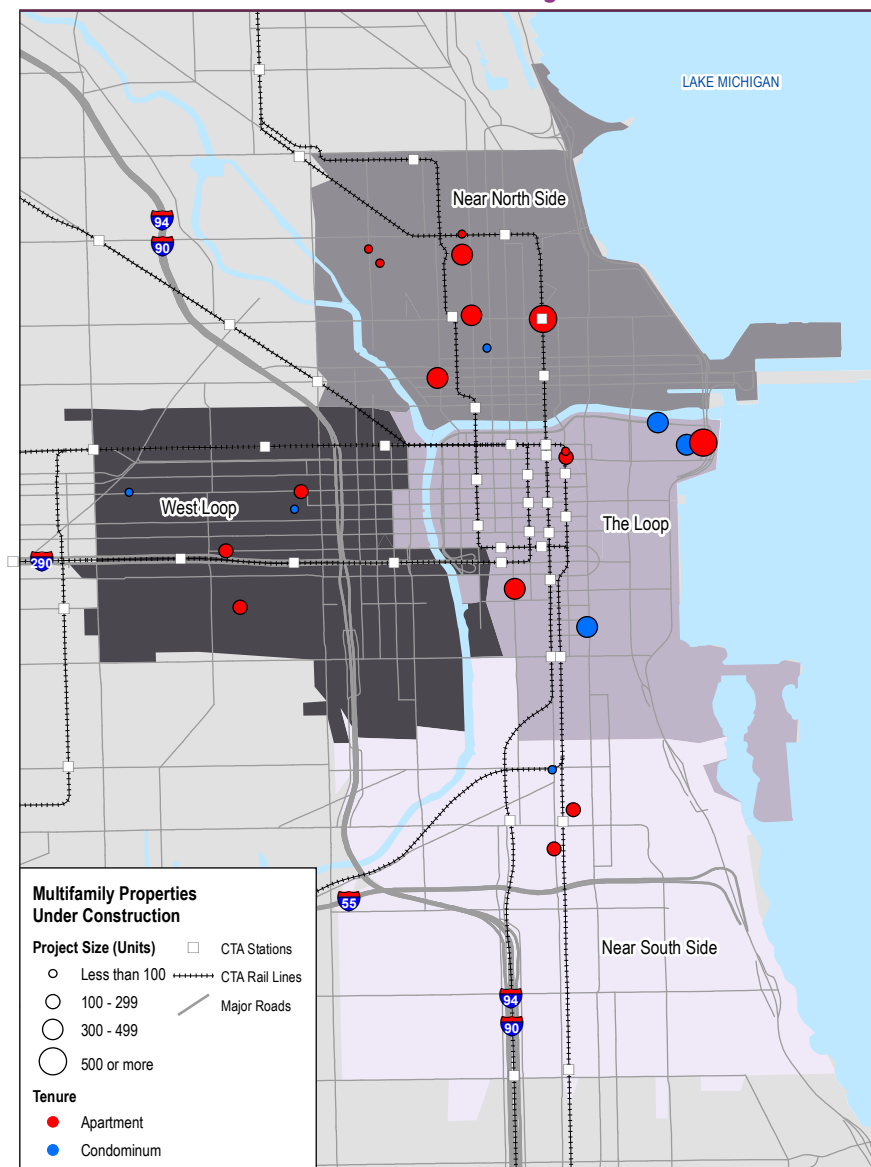 LAKE MICHIGAN
Near North Side
94
90
West Loop
The Loop
290
55
Near South Side
94
90
Multifamily Properties
Under Construction
Project Size (Units)
Less than 100
100 - 299
300 - 499
500 or more
CTA Stations
CTA Rail Lines
Major Roads
Tenure
Apartment
Condominum